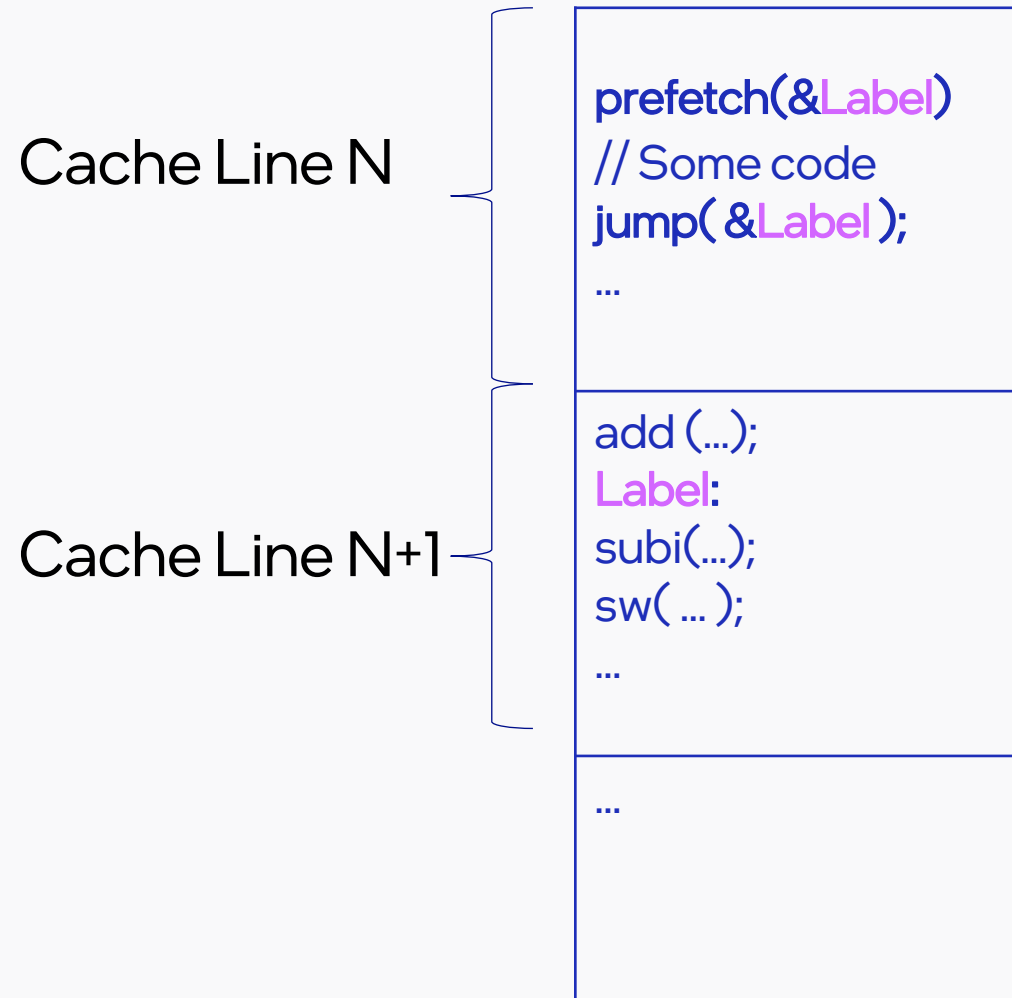 Cache Line N
prefetch(&Label)
// Some code
jump( &Label );
...
Cache Line N+1
add (...);
Label:
subi(...);
sw( ... );
...
...